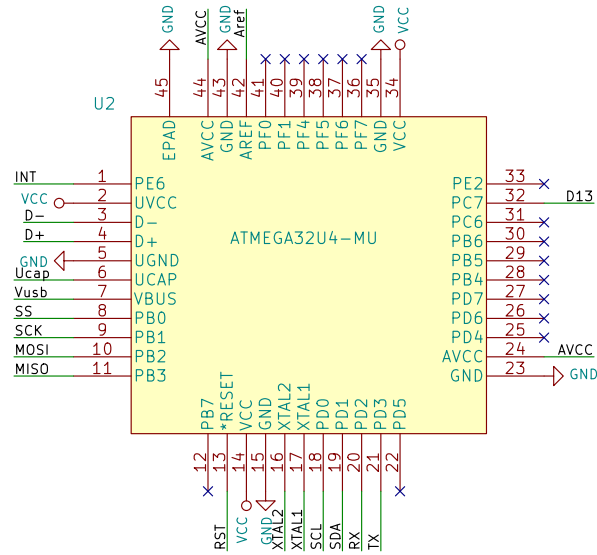 GND
AVCC
GND
Aref
GND
VCC
45
44
43
42
41
40
39
38
37
36
35
34
U2
EPAD
AVCC
GND
AREF
PF0
PF1
PF4
PF5
PF6
PF7
GND
VCC
INT 1 PE6
VCC 2 UVCC
D- 3 D-
D+ 4 D+
GND 5 UGND
Ucap 6 UCAP
Vusb 7 VBUS
SS 8 PB0
SCK 9 PB1
MOSI 10 PB2
MISO 11 PB3
ATMEGA32U4-MU
PE2 33
PC7 32 D13
PC6 31
PB6 30
PB5 29
PB4 28
PD7 27
PD6 26
PD4 25
AVCC 24 AVCC
GND 23 GND
PB7
*RESET
VCC
GND
XTAL2
XTAL1
PD0
PD1
PD2
PD3
PD5
12
13
14
15
16
17
18
19
20
21
22
RST
VCC
GND
XTAL2
XTAL1
SCL
SDA
RX
TX